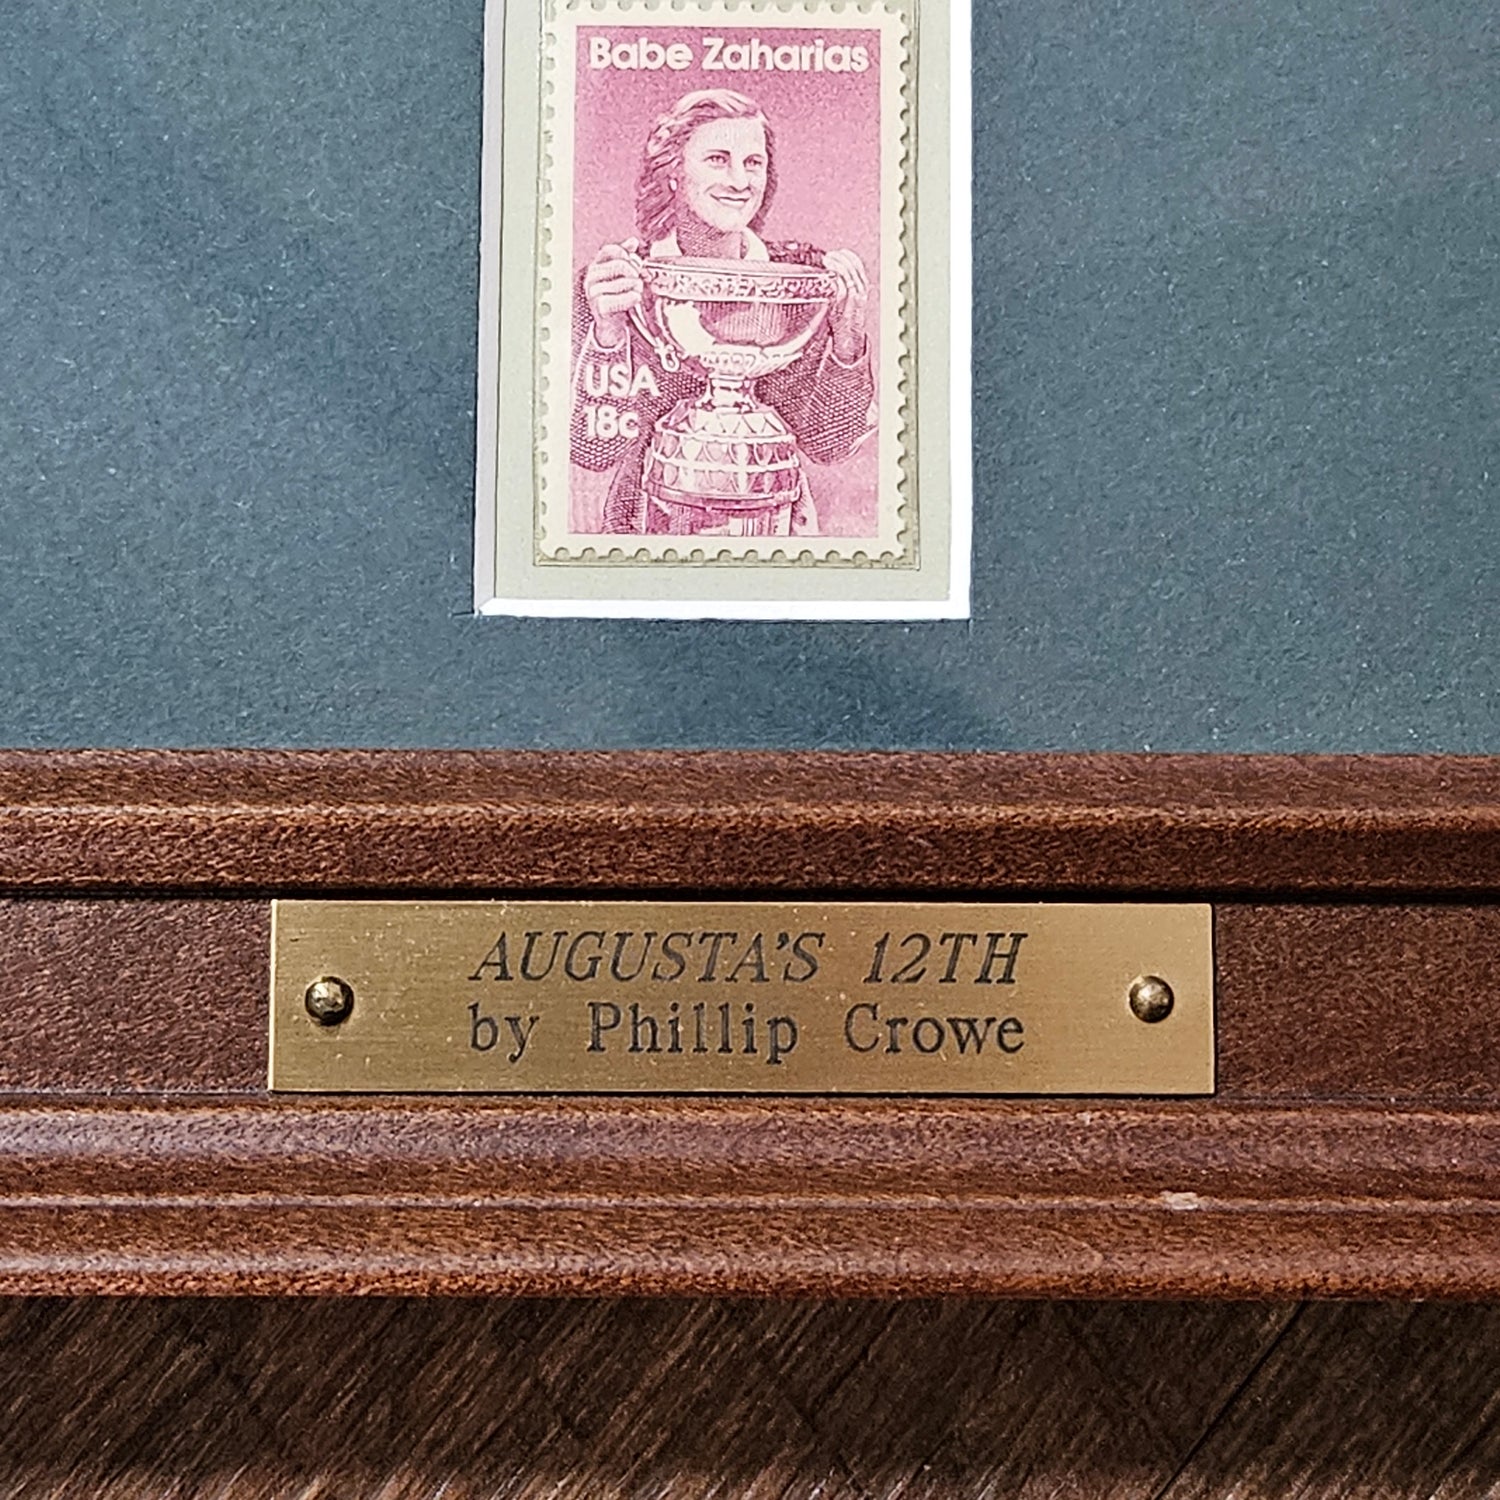 Babe Zaharias
USA
18c
AUGUSTA'S 12TH
by Phillip Crowe